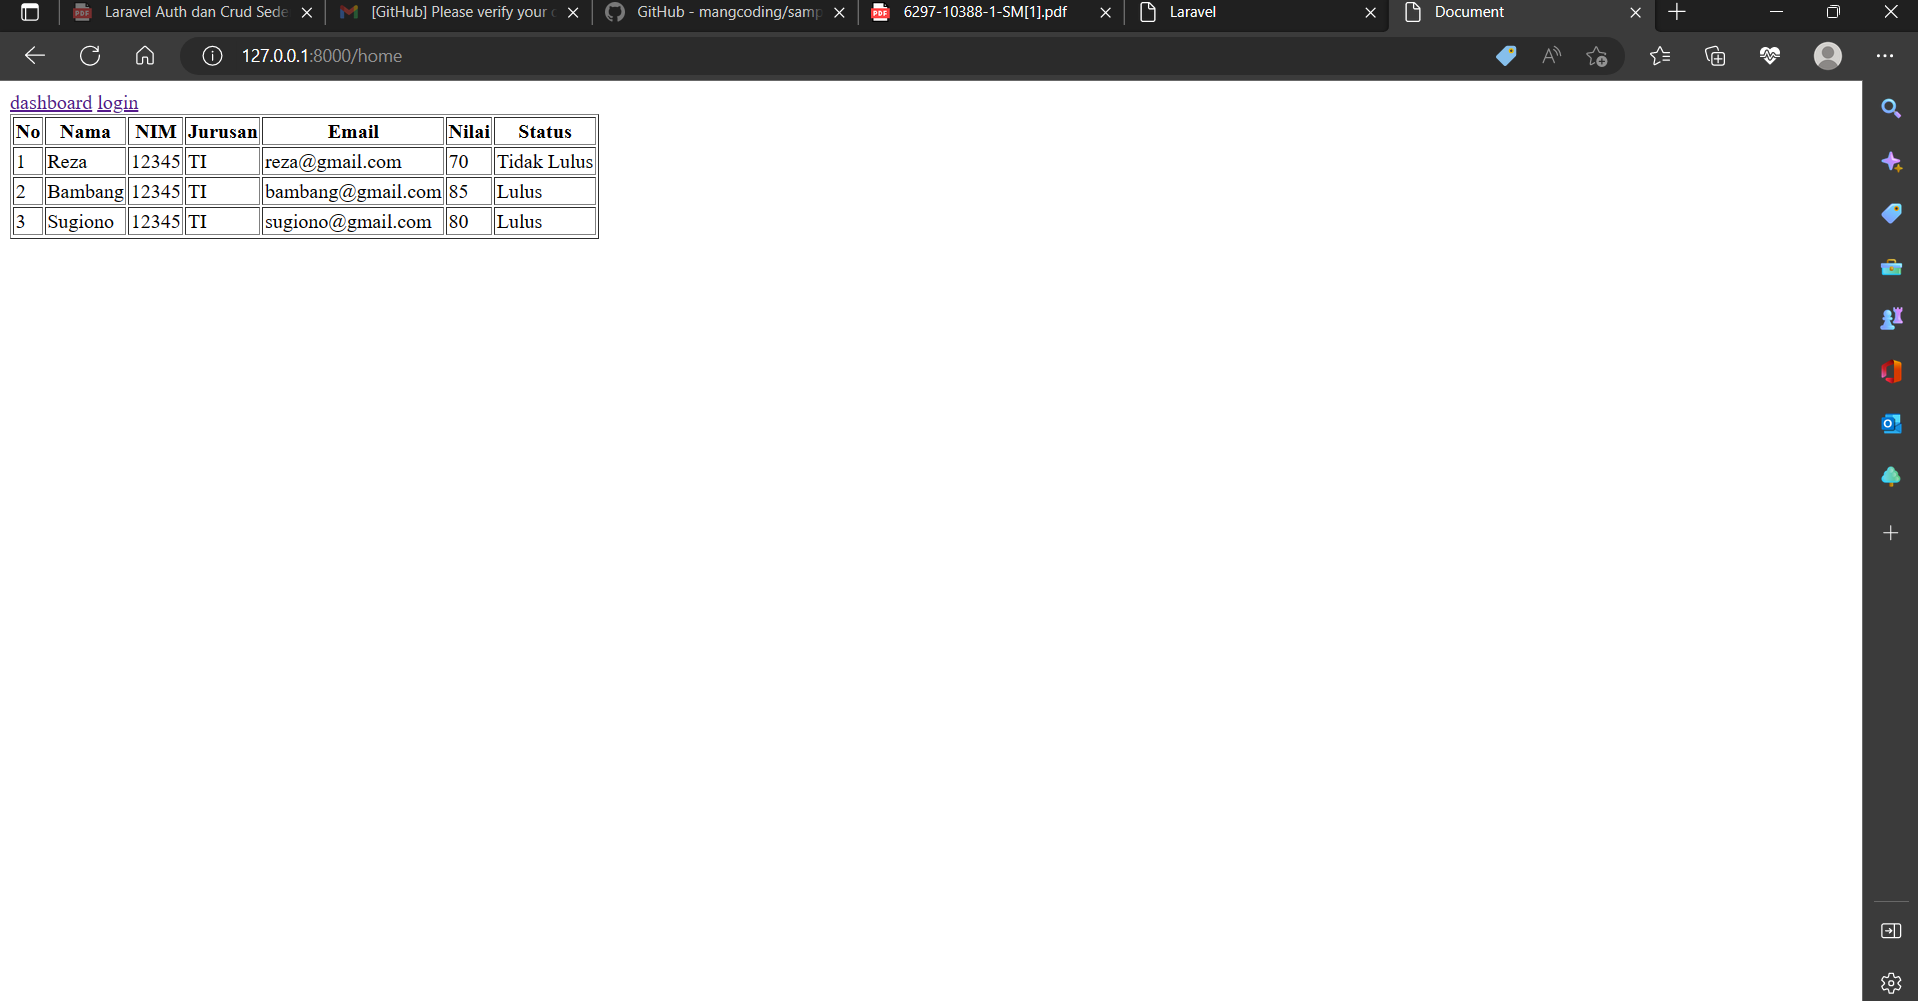 Laravel Auth dan Crud Sede
[GitHub] Please verify your
GitHub - mangcoding/samp
6297-10388-1-SM[1].pdf
Laravel
Document
127.0.0.1:8000/home
dashboard login
No Nama NIM Jurusan Email Nilai Status
1 Reza 12345 TI reza@gmail.com 70 Tidak Lulus
2 Bambang 12345 TI bambang@gmail.com 85 Lulus
3 Sugiono 12345 TI sugiono@gmail.com 80 Lulus